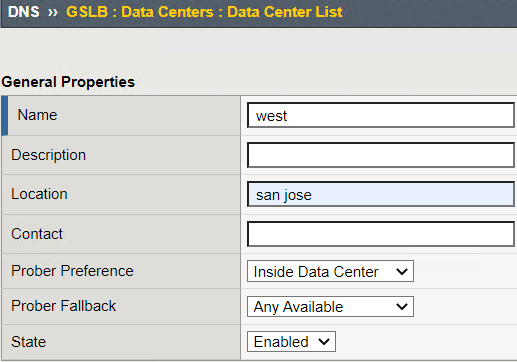 DNS ›› GSLB : Data Centers : Data Center List
General Properties
Name west
Description
Location san jose
Contact
Prober Preference Inside Data Center
Prober Fallback Any Available
State Enabled